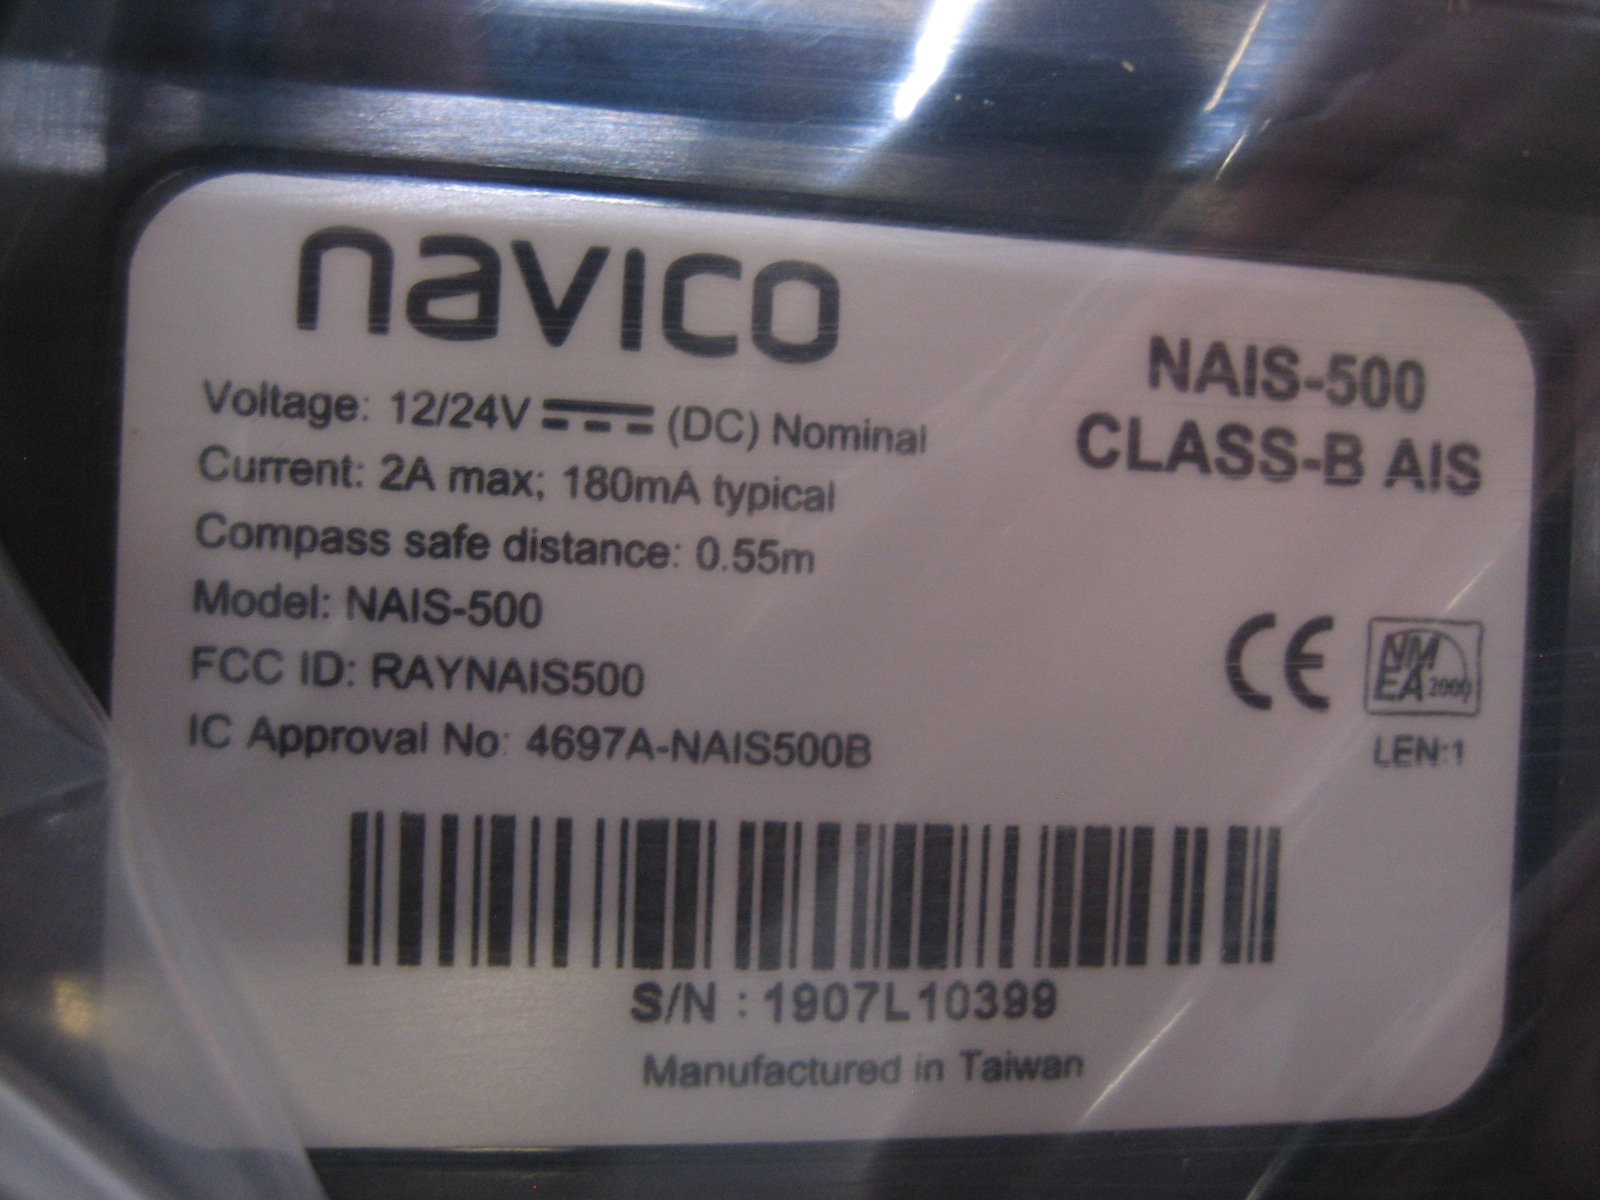 navico
NAIS-500
CLASS-B AIS
Voltage: 12/24V (DC) Nominal
Current: 2A max; 180mA typical
Compass safe distance: 0.55m
Model: NAIS-500
FCC ID: RAYNAIS500
IC Approval No: 4697A-NAIS500B
CE
NMEA 2000
LEN:1
S/N : 1907L10399
Manufactured in Taiwan